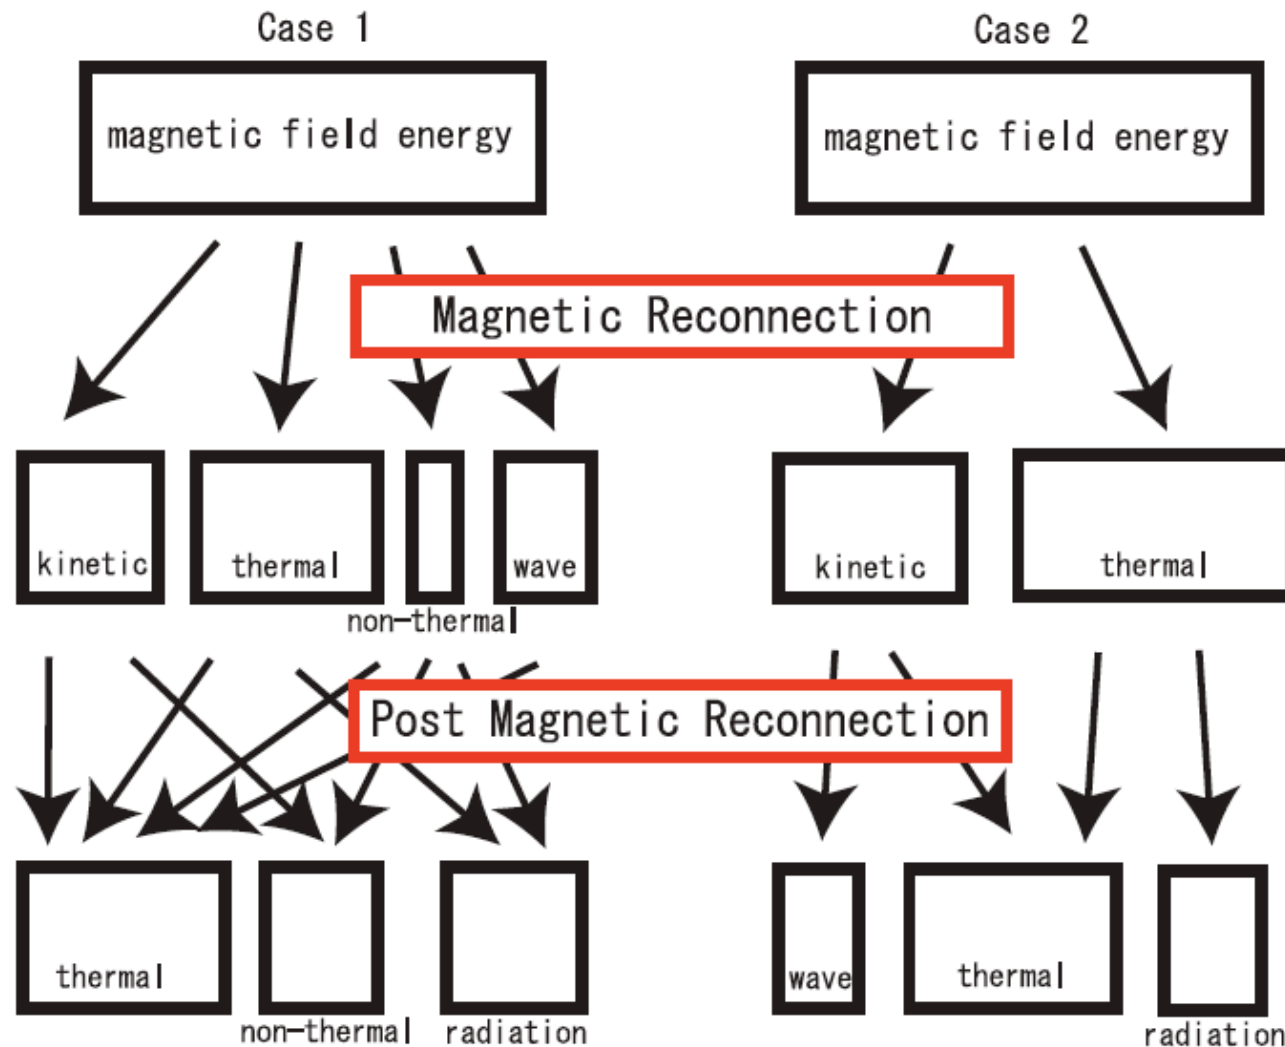 Case 1
Case 2
magnetic field energy
magnetic field energy
Magnetic Reconnection
kinetic
thermal
non-thermal
wave
kinetic
thermal
Post Magnetic Reconnection
thermal
non-thermal
radiation
wave
thermal
radiation